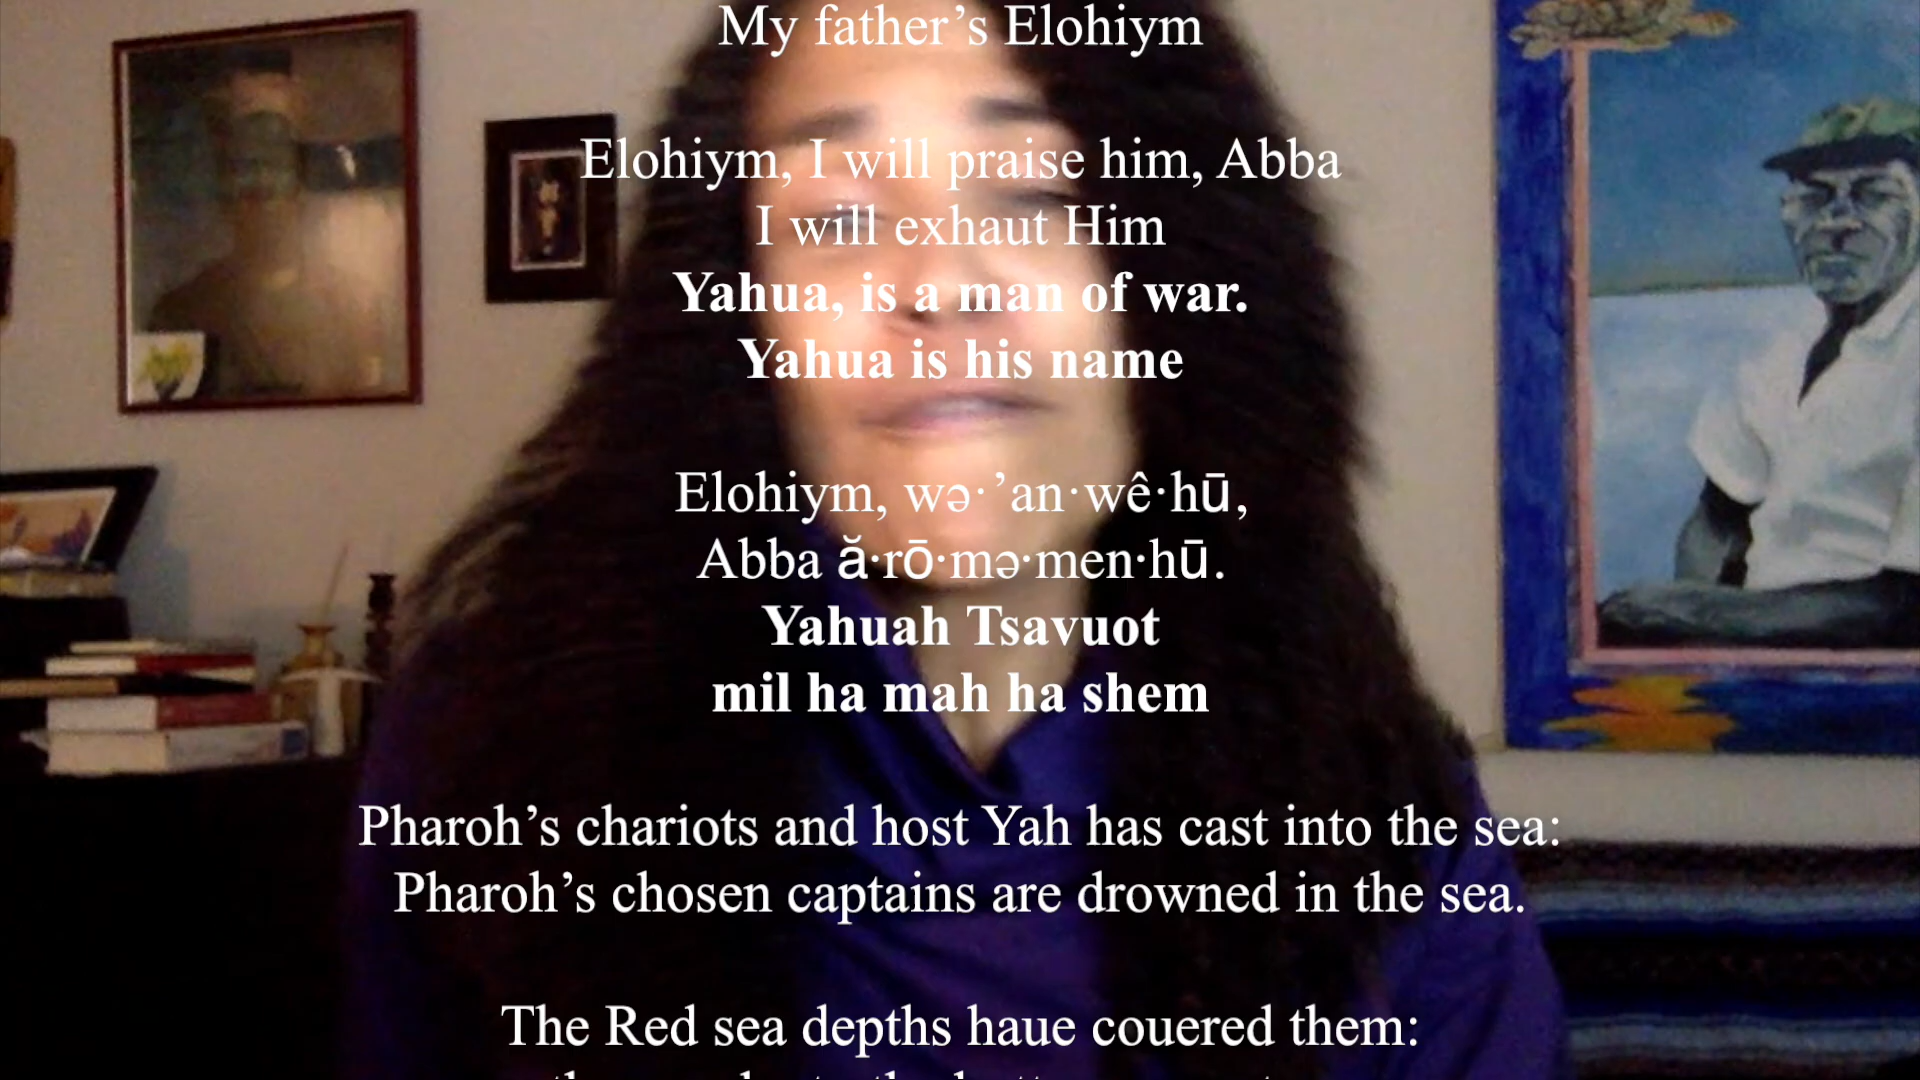 My father’s Elohiym
Elohiym, I will praise him, Abba
I will exhaut Him
Yahua, is a man of war.
Yahua is his name
Elohiym, wə·’an·wê·hū,
Abba ă·rō·mə·men·hū.
Yahuah Tsavuot
mil ha mah ha shem
Pharoh’s chariots and host Yah has cast into the sea:
Pharoh’s chosen captains are drowned in the sea.
The Red sea depths haue couered them: